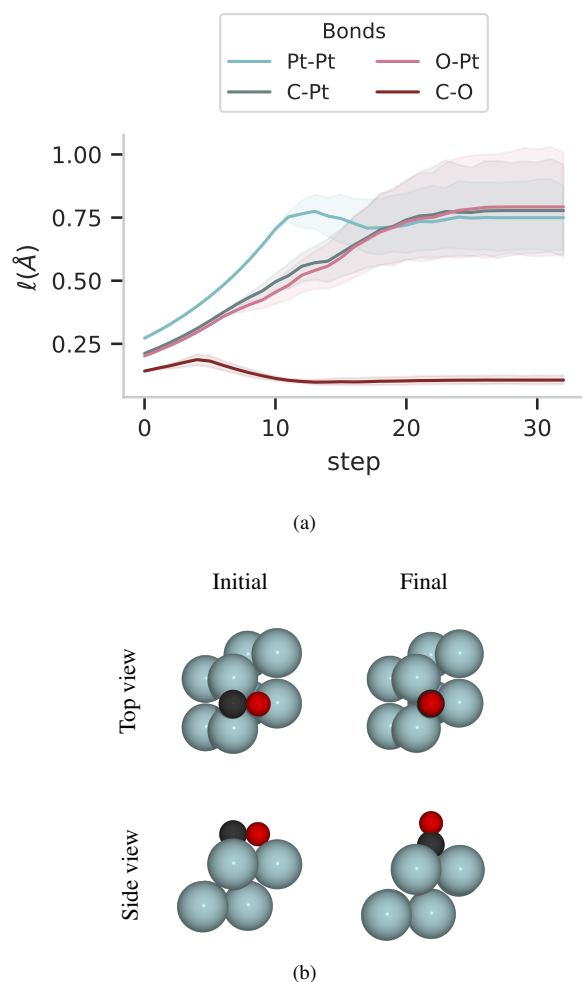 Bonds
Pt-Pt O-Pt
C-Pt C-O
1.00
0.75
0.50
0.25
ℓ(Å)
0 10 20 30
step
(a)
Initial Final
Top view
Side view
(b)